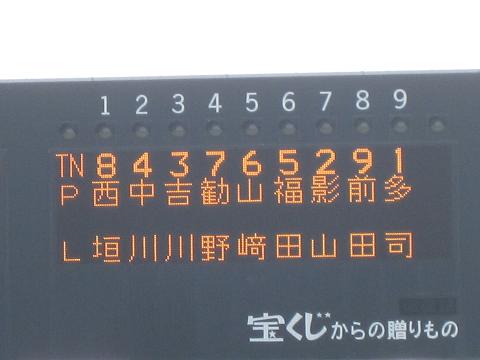 1 2 3 4 5 6 7 8 9
TN 8 4 3 7 6 5 2 9 1
P 西 中 吉 勧 山 福 影 前 多
L 垣 川 川 野 﨑 田 山 田 司
宝くじからの贈りもの